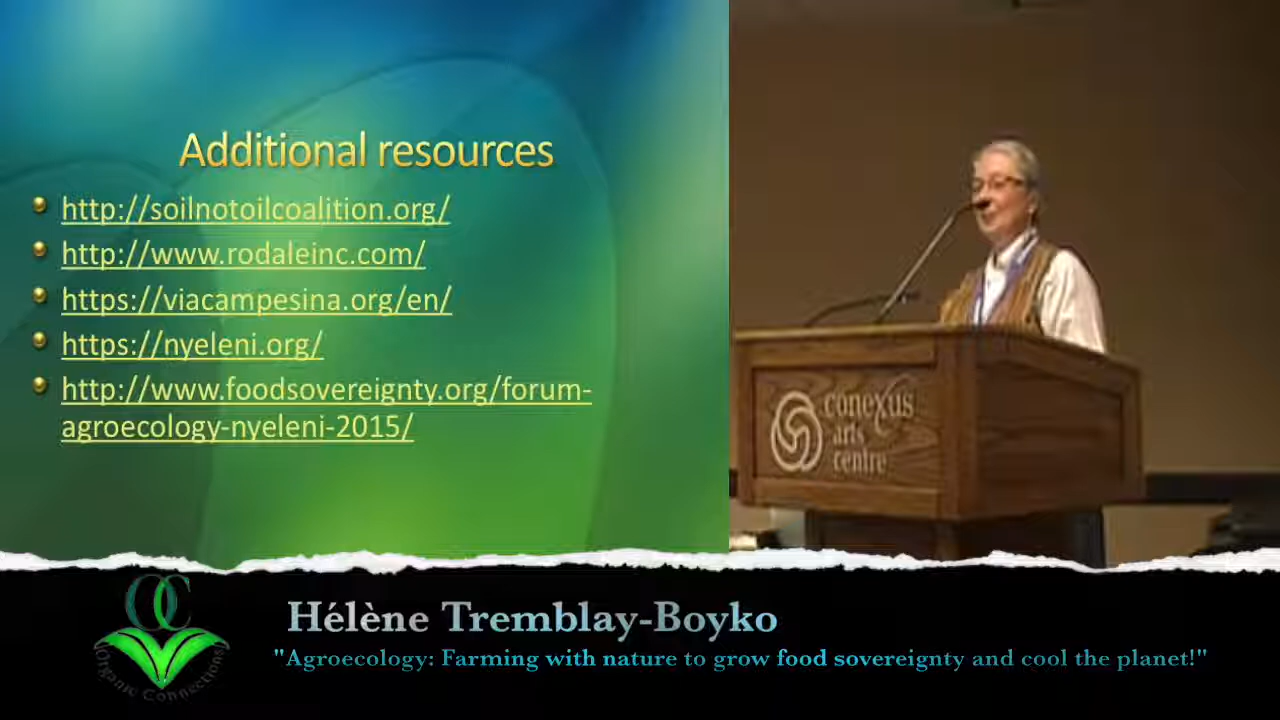 Additional resources
http://soilnotoilcoalition.org/
http://www.rodaleinc.com/
https://viacampesina.org/en/
https://nyeleni.org/
http://www.foodsovereignty.org/forum-
agroecology-nyeleni-2015/
conexus
arts
centre
OC
Organic Connections
Hélène Tremblay-Boyko
"Agroecology: Farming with nature to grow food sovereignty and cool the planet!"